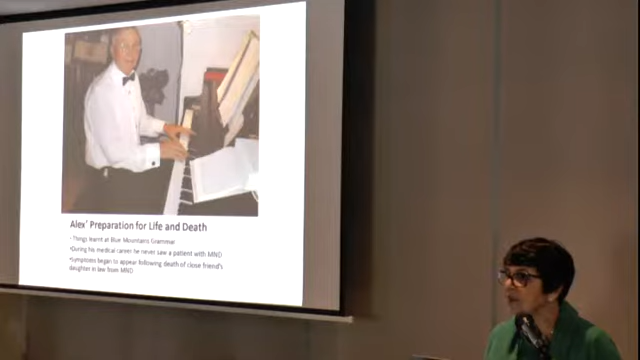 Alex' Preparation for Life and Death
• Things learnt at Blue Mountains Grammar
•During his medical career he never saw a patient with MND
•Symptoms began to appear following death of close friend's
daughter in law from MND